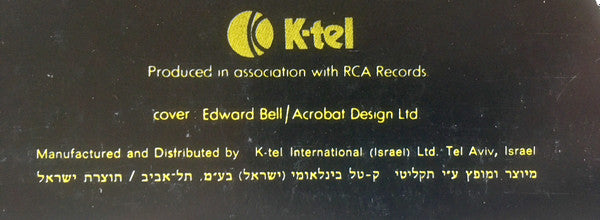 K-tel
Produced in association with RCA Records
cover: Edward Bell/Acrobat Design Ltd
Manufactured and Distributed by K-tel International (Israel) Ltd. Tel Aviv, Israel
מיוצר ומופץ ע״י תקליטי ק-טל בינלאומי (ישראל) בע״מ. תל־אביב / תוצרת ישראל